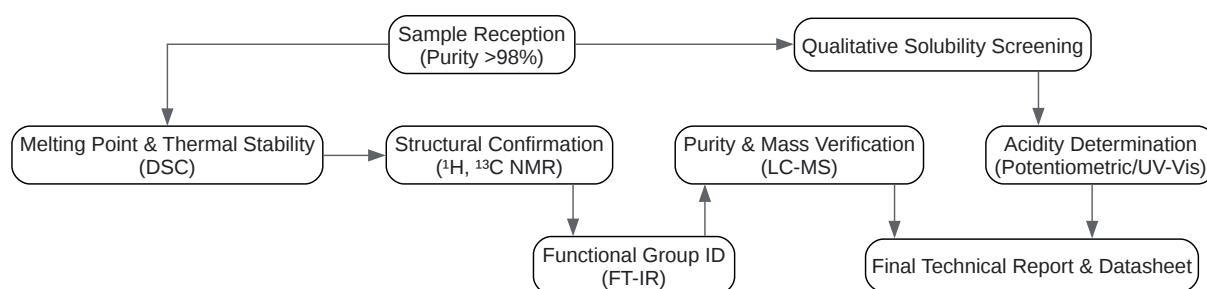 Sample Reception
(Purity >98%)
Qualitative Solubility Screening
Melting Point & Thermal Stability
(DSC)
Structural Confirmation
(¹H, ¹³C NMR)
Purity & Mass Verification
(LC-MS)
Acidity Determination
(Potentiometric/UV-Vis)
Functional Group ID
(FT-IR)
Final Technical Report & Datasheet